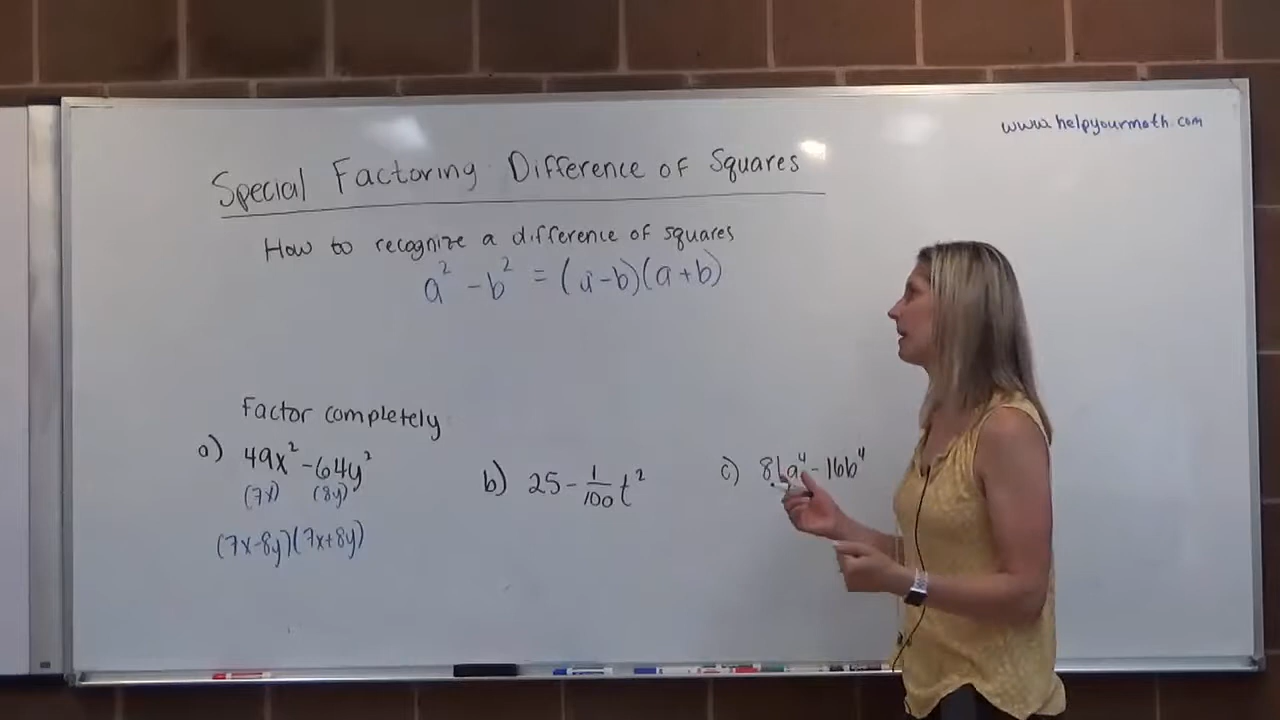 www.helpyourmath.com
Special Factoring: Difference of Squares
How to recognize a difference of squares
a² - b² = (a-b)(a+b)
Factor completely
a) 49x² - 64y²
(7x) (8y)
(7x-8y)(7x+8y)
b) 25 - 1/100 t²
c) 81a⁴ - 16b⁴